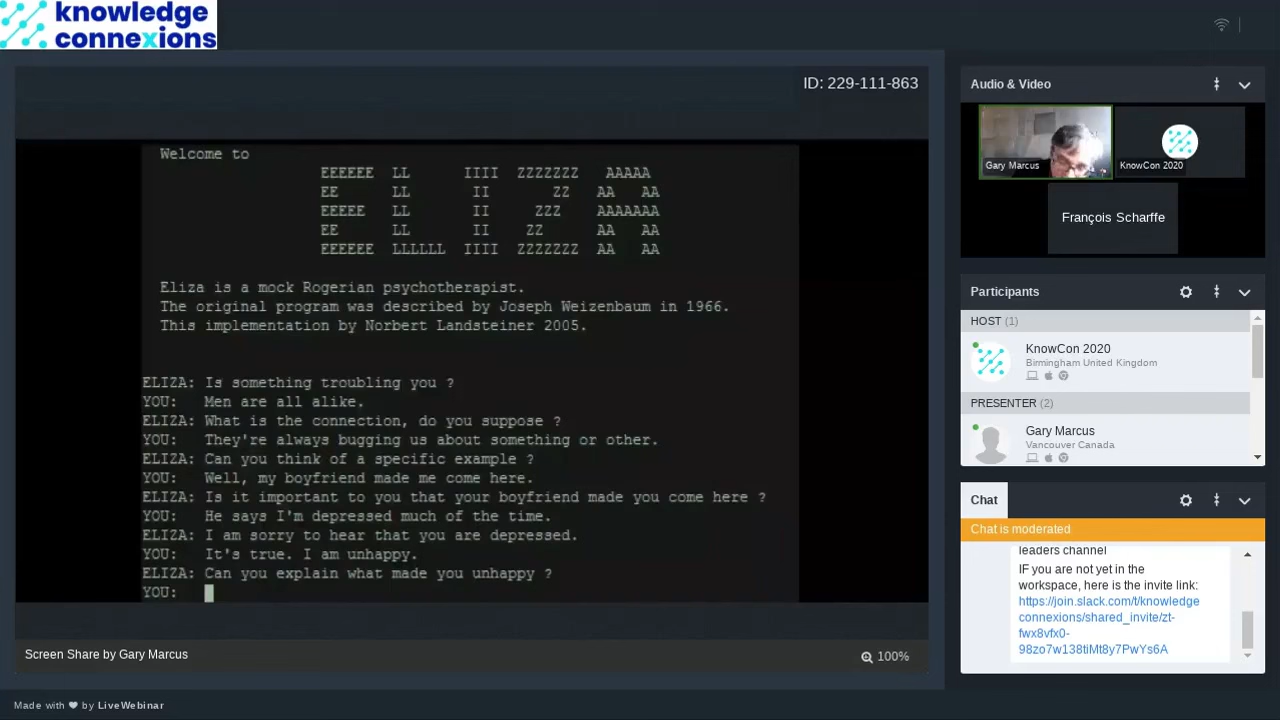 knowledge
connexions
ID: 229-111-863
Welcome to
EEEEEE LL IIII ZZZZZZZ AAAAA
EE LL II ZZ AA AA
EEEEE LL II ZZZ AAAAAAA
EE LL II ZZ AA AA
EEEEEE LLLLLL IIII ZZZZZZZ AA AA
Eliza is a mock Rogerian psychotherapist.
The original program was described by Joseph Weizenbaum in 1966.
This implementation by Norbert Landsteiner 2005.
ELIZA: Is something troubling you ?
YOU: Men are all alike.
ELIZA: What is the connection, do you suppose ?
YOU: They're always bugging us about something or other.
ELIZA: Can you think of a specific example ?
YOU: Well, my boyfriend made me come here.
ELIZA: Is it important to you that your boyfriend made you come here ?
YOU: He says I'm depressed much of the time.
ELIZA: I am sorry to hear that you are depressed.
YOU: It's true. I am unhappy.
ELIZA: Can you explain what made you unhappy ?
YOU:
Screen Share by Gary Marcus
100%
Audio & Video
Gary Marcus
KnowCon 2020
François Scharffe
Participants
HOST (1)
KnowCon 2020
Birmingham United Kingdom
PRESENTER (2)
Gary Marcus
Vancouver Canada
Chat
Chat is moderated
leaders channel
IF you are not yet in the
workspace, here is the invite link:
https://join.slack.com/t/knowledge
connexions/shared_invite/zt-
fwx8vfx0-
98zo7w138tiMt8y7PwYs6A
Made with ❤ by LiveWebinar